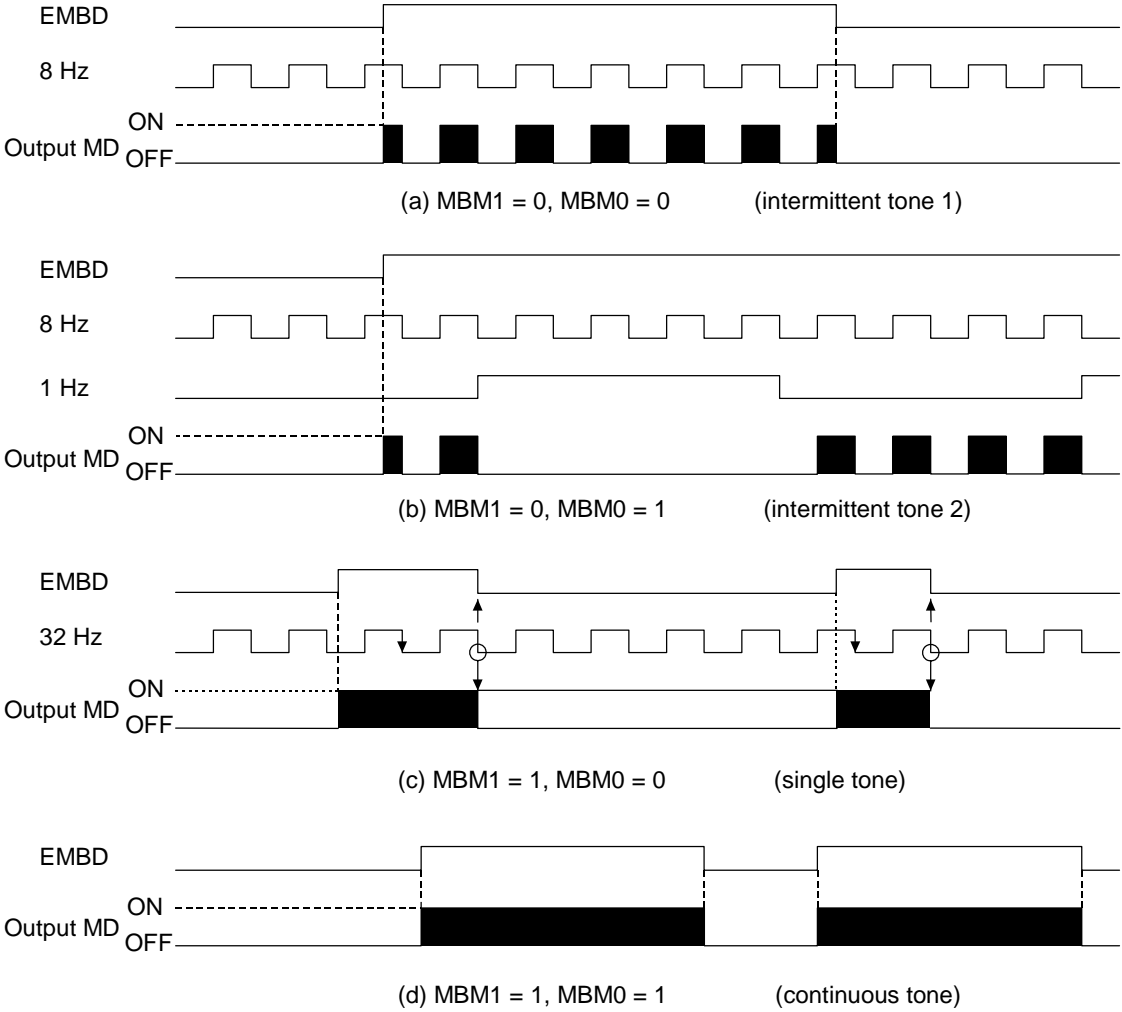 EMBD
8 Hz
ON
Output MD
OFF
(a) MBM1 = 0, MBM0 = 0 (intermittent tone 1)
EMBD
8 Hz
1 Hz
ON
Output MD
OFF
(b) MBM1 = 0, MBM0 = 1 (intermittent tone 2)
EMBD
32 Hz
ON
Output MD
OFF
(c) MBM1 = 1, MBM0 = 0 (single tone)
EMBD
ON
Output MD
OFF
(d) MBM1 = 1, MBM0 = 1 (continuous tone)